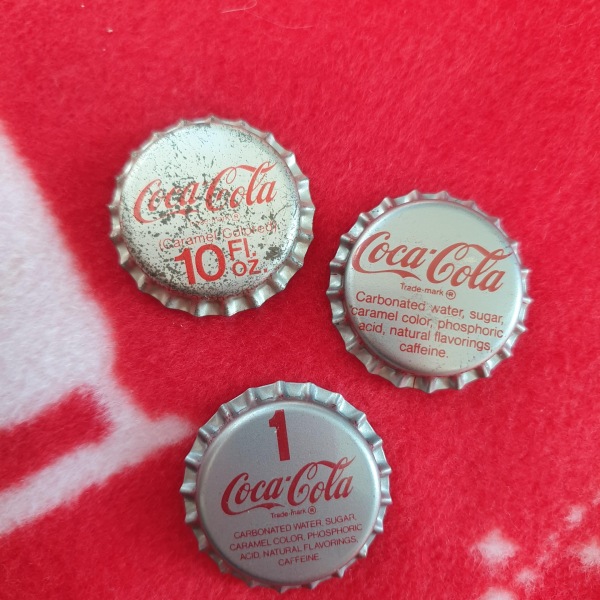 Coca-Cola
(Caramel Colored)
10 Fl. oz.
Coca-Cola
Trade-mark ®
Carbonated water, sugar,
caramel color, phosphoric
acid, natural flavorings,
caffeine.
1
Coca-Cola
Trade-mark ®
CARBONATED WATER, SUGAR,
CARAMEL COLOR, PHOSPHORIC
ACID, NATURAL FLAVORINGS,
CAFFEINE.